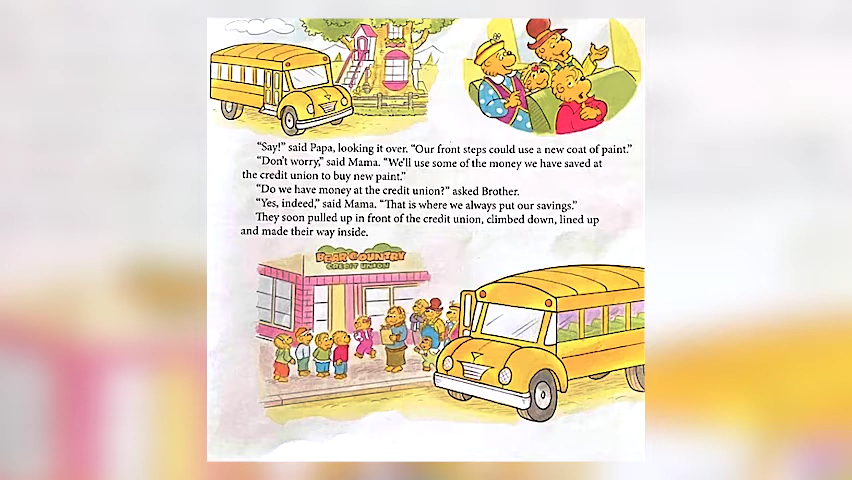 “Say!” said Papa, looking it over. “Our front steps could use a new coat of paint.”
“Don’t worry,” said Mama. “We’ll use some of the money we have saved at
the credit union to buy new paint.”
“Do we have money at the credit union?” asked Brother.
“Yes, indeed,” said Mama. “That is where we always put our savings.”
They soon pulled up in front of the credit union, climbed down, lined up
and made their way inside.
BEAR COUNTRY
CREDIT UNION